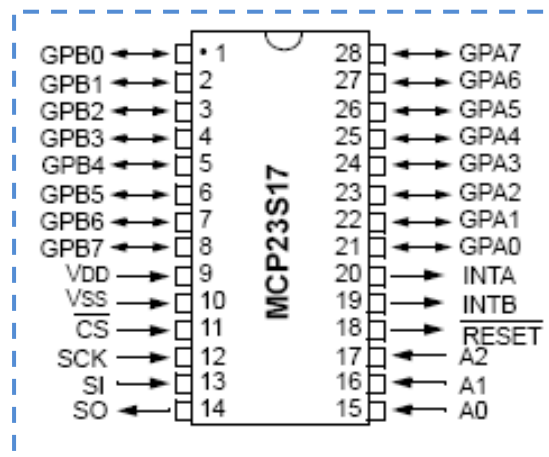 GPB0 • 1 28 GPA7
GPB1 2 27 GPA6
GPB2 3 26 GPA5
GPB3 4 25 GPA4
GPB4 5 24 GPA3
GPB5 6 23 GPA2
GPB6 7 22 GPA1
GPB7 8 21 GPA0
VDD 9 20 INTA
VSS 10 19 INTB
CS 11 18 RESET
SCK 12 17 A2
SI 13 16 A1
SO 14 15 A0
MCP23S17